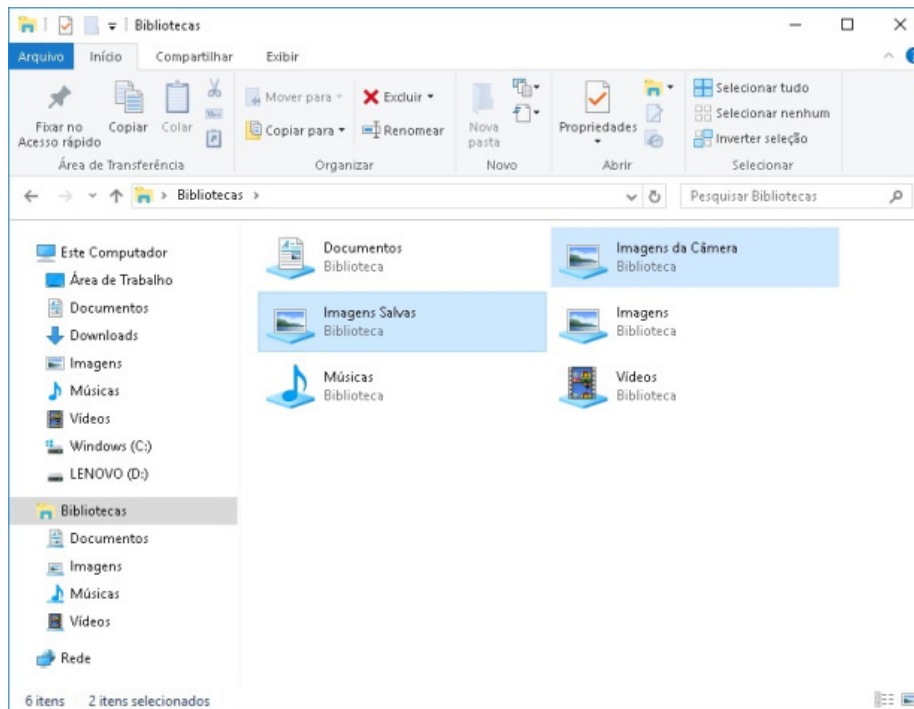 Bibliotecas
Arquivo Início Compartilhar Exibir
Fixar no Acesso rápido
Copiar
Colar
Área de Transferência
Mover para
Copiar para
Excluir
Renomear
Organizar
Nova pasta
Novo
Propriedades
Abrir
Selecionar tudo
Selecionar nenhum
Inverter seleção
Selecionar
Bibliotecas
Pesquisar Bibliotecas
Este Computador
Área de Trabalho
Documentos
Downloads
Imagens
Músicas
Vídeos
Windows (C:)
LENOVO (D:)
Bibliotecas
Documentos
Imagens
Músicas
Vídeos
Rede
Documentos
Biblioteca
Imagens da Câmera
Biblioteca
Imagens Salvas
Biblioteca
Imagens
Biblioteca
Músicas
Biblioteca
Vídeos
Biblioteca
6 itens 2 itens selecionados